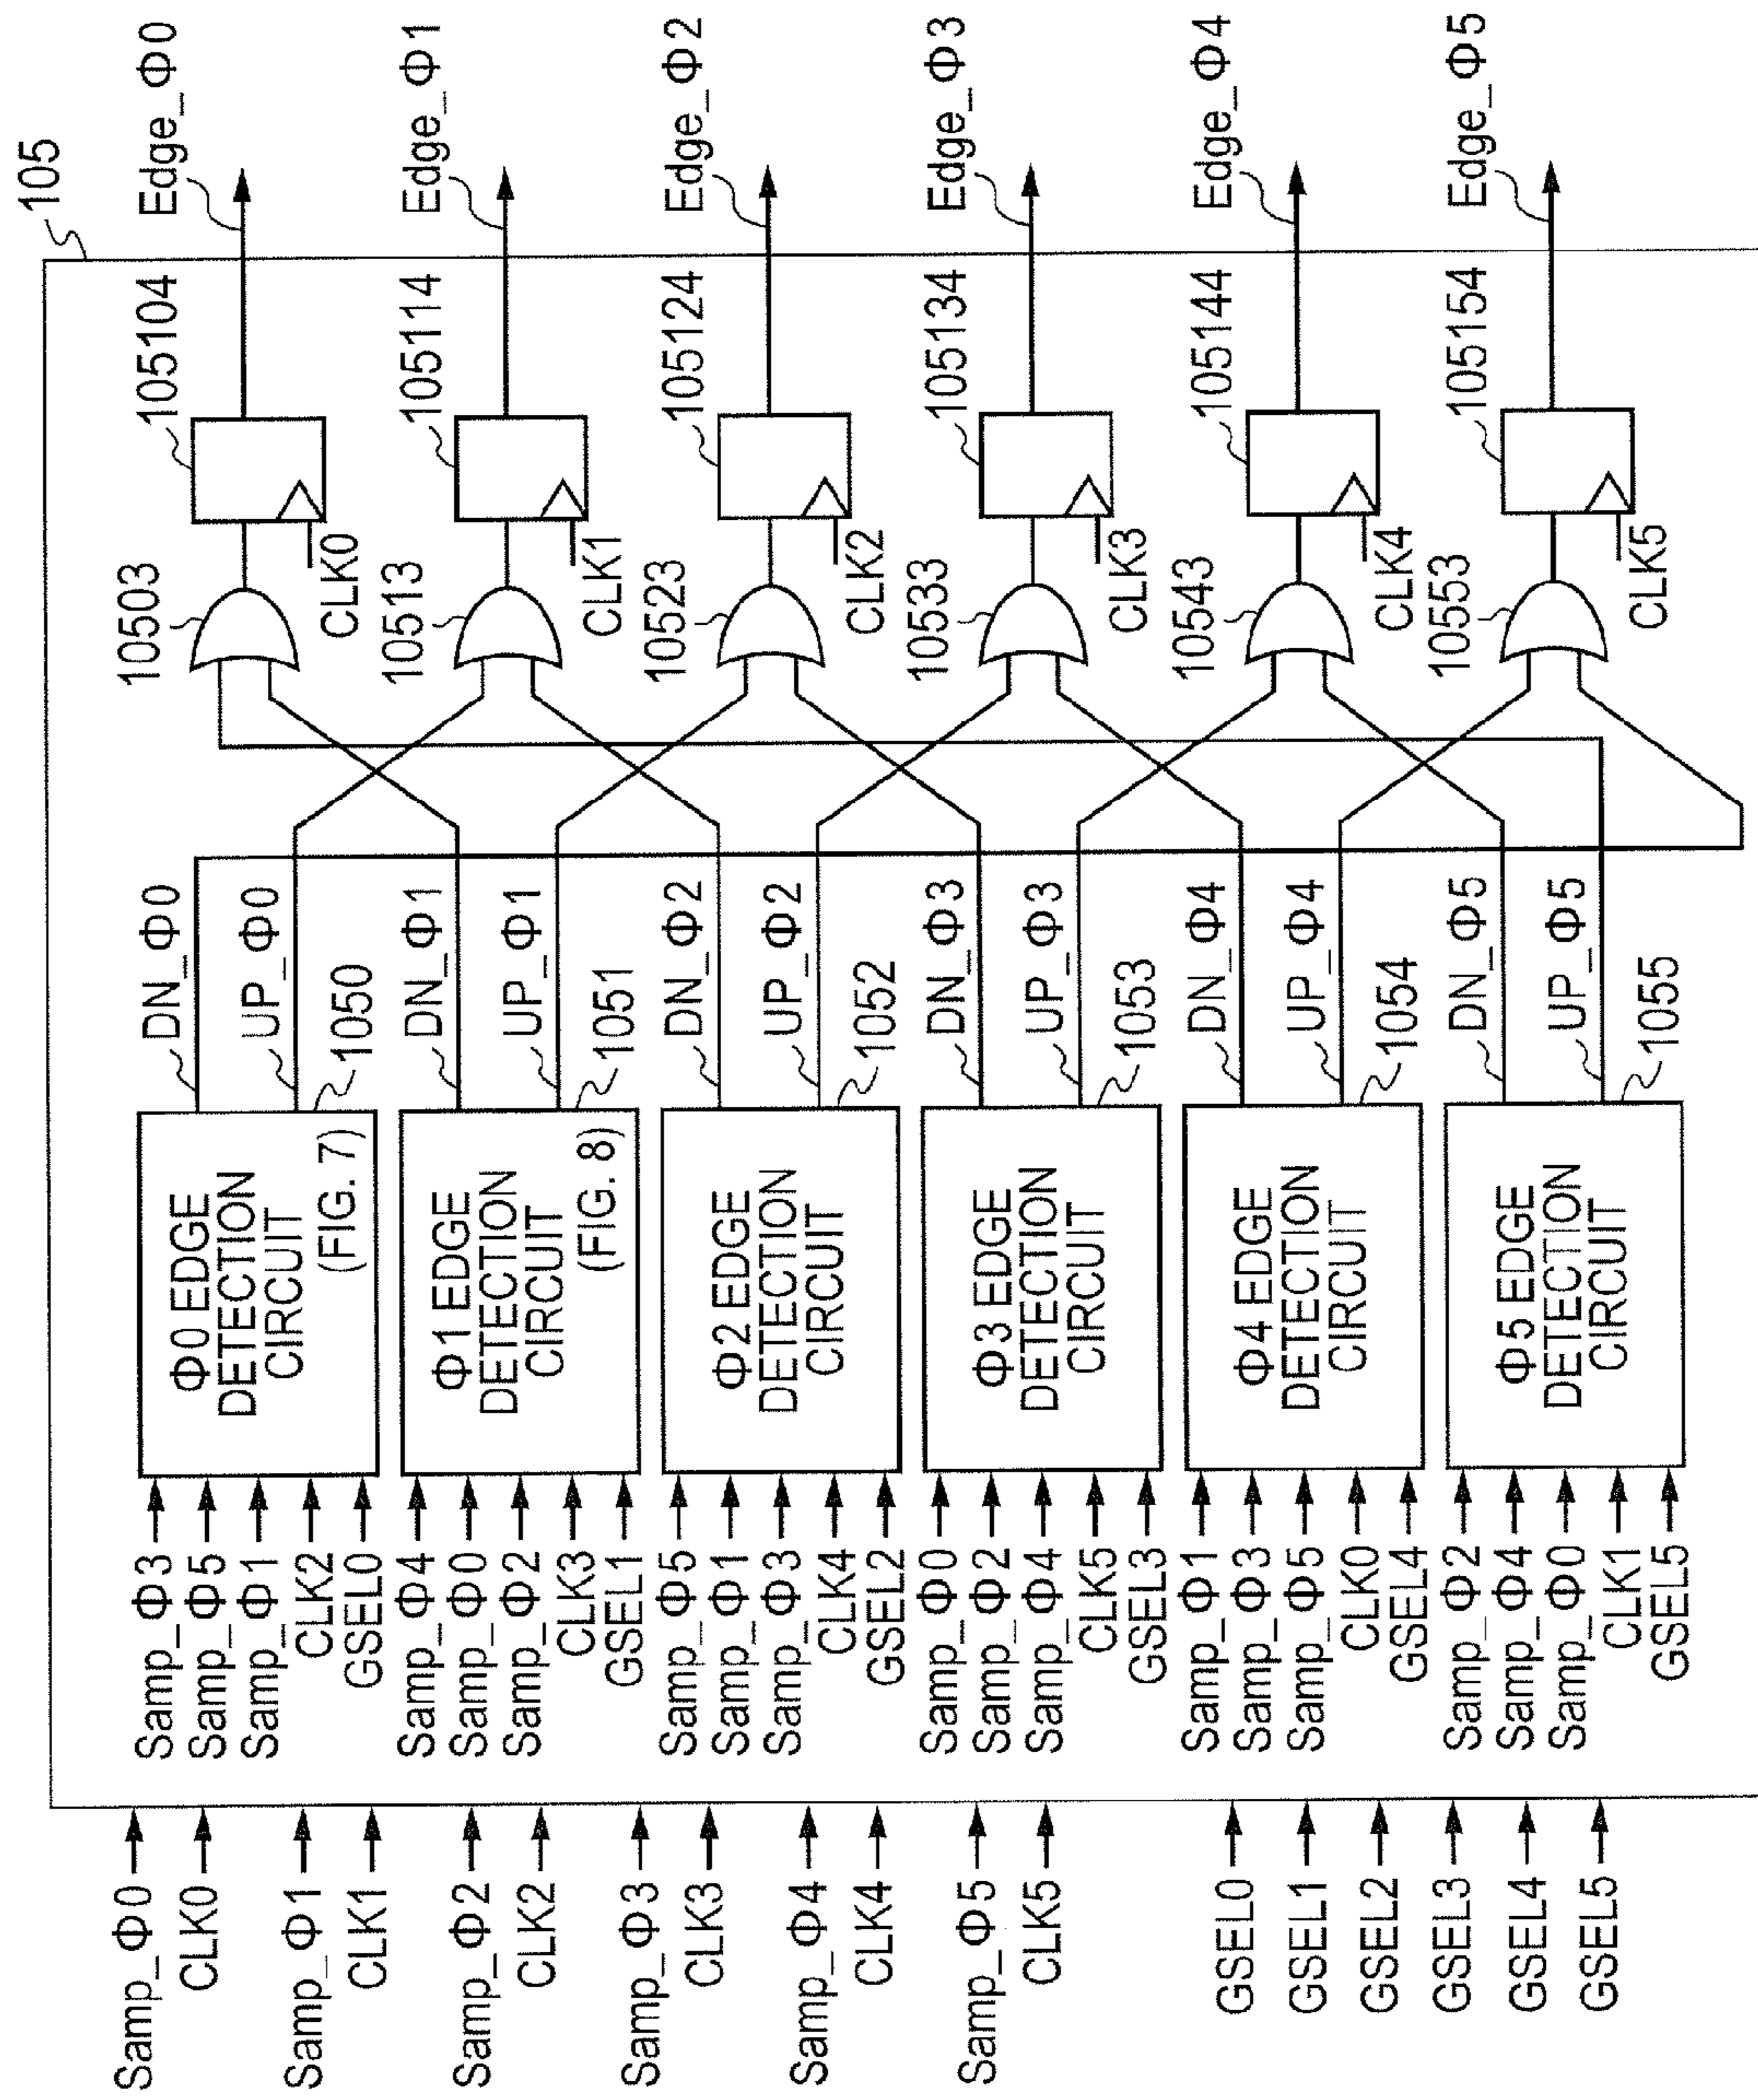 105
Samp_Φ0
CLK0
Samp_Φ1
CLK1
Samp_Φ2
CLK2
Samp_Φ3
CLK3
Samp_Φ4
CLK4
Samp_Φ5
CLK5
GSEL0
GSEL1
GSEL2
GSEL3
GSEL4
GSEL5
Samp_Φ3
Samp_Φ5
Samp_Φ1
CLK2
GSEL0
Φ0 EDGE
DETECTION
CIRCUIT
(FIG. 7)
1050
DN_Φ0
UP_Φ0
10503
CLK0
105104
Edge_Φ0
Samp_Φ4
Samp_Φ0
Samp_Φ2
CLK3
GSEL1
Φ1 EDGE
DETECTION
CIRCUIT
(FIG. 8)
1051
DN_Φ1
UP_Φ1
10513
CLK1
105114
Edge_Φ1
Samp_Φ5
Samp_Φ1
Samp_Φ3
CLK4
GSEL2
Φ2 EDGE
DETECTION
CIRCUIT
1052
DN_Φ2
UP_Φ2
10523
CLK2
105124
Edge_Φ2
Samp_Φ0
Samp_Φ2
Samp_Φ4
CLK5
GSEL3
Φ3 EDGE
DETECTION
CIRCUIT
1053
DN_Φ3
UP_Φ3
10533
CLK3
105134
Edge_Φ3
Samp_Φ1
Samp_Φ3
Samp_Φ5
CLK0
GSEL4
Φ4 EDGE
DETECTION
CIRCUIT
1054
DN_Φ4
UP_Φ4
10543
CLK4
105144
Edge_Φ4
Samp_Φ2
Samp_Φ4
Samp_Φ0
CLK1
GSEL5
Φ5 EDGE
DETECTION
CIRCUIT
1055
DN_Φ5
UP_Φ5
10553
CLK5
105154
Edge_Φ5